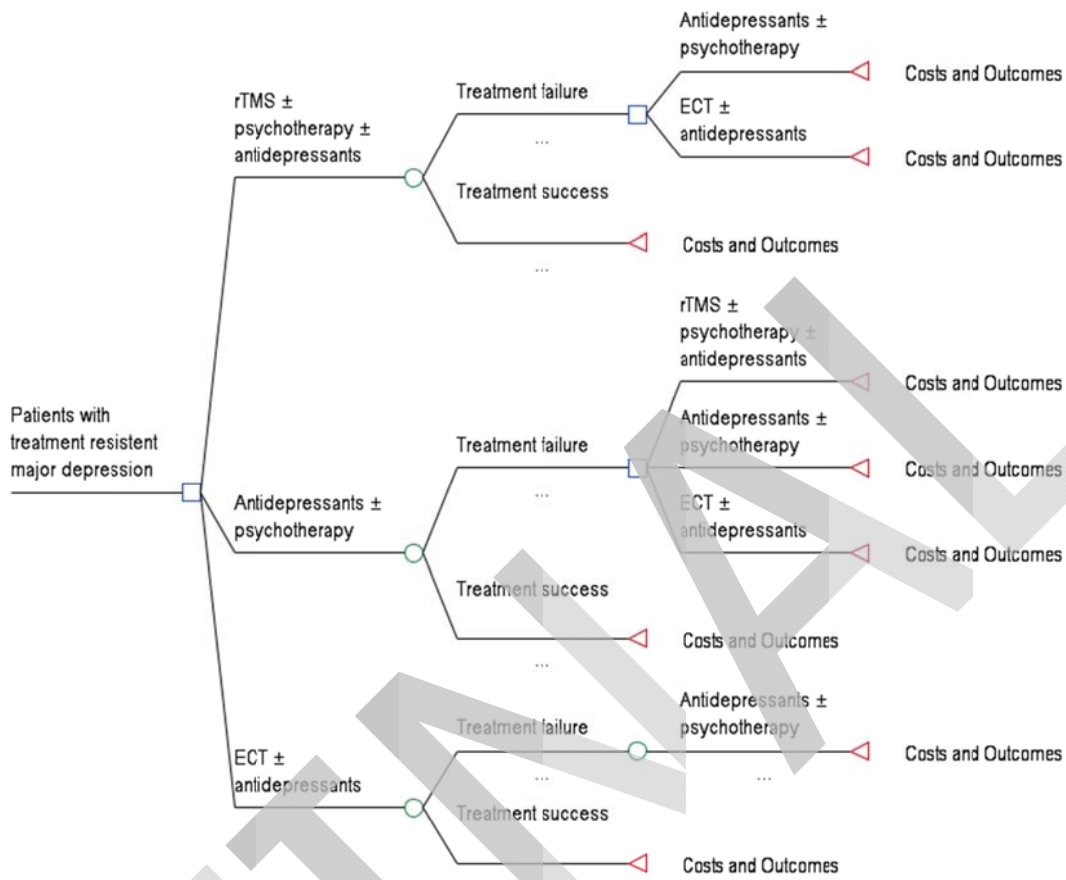 Antidepressants ±
psychotherapy
Costs and Outcomes
Treatment failure
...
ECT ±
antidepressants
Costs and Outcomes
rTMS ±
psychotherapy ±
antidepressants
Treatment success
...
Costs and Outcomes
Patients with
treatment resistent
major depression
rTMS ±
psychotherapy ±
antidepressants
Costs and Outcomes
Treatment failure
...
Antidepressants ±
psychotherapy
Costs and Outcomes
ECT ±
antidepressants
Costs and Outcomes
Antidepressants ±
psychotherapy
Treatment success
...
Costs and Outcomes
Treatment failure
...
Antidepressants ±
psychotherapy
...
Costs and Outcomes
ECT ±
antidepressants
Treatment success
Costs and Outcomes